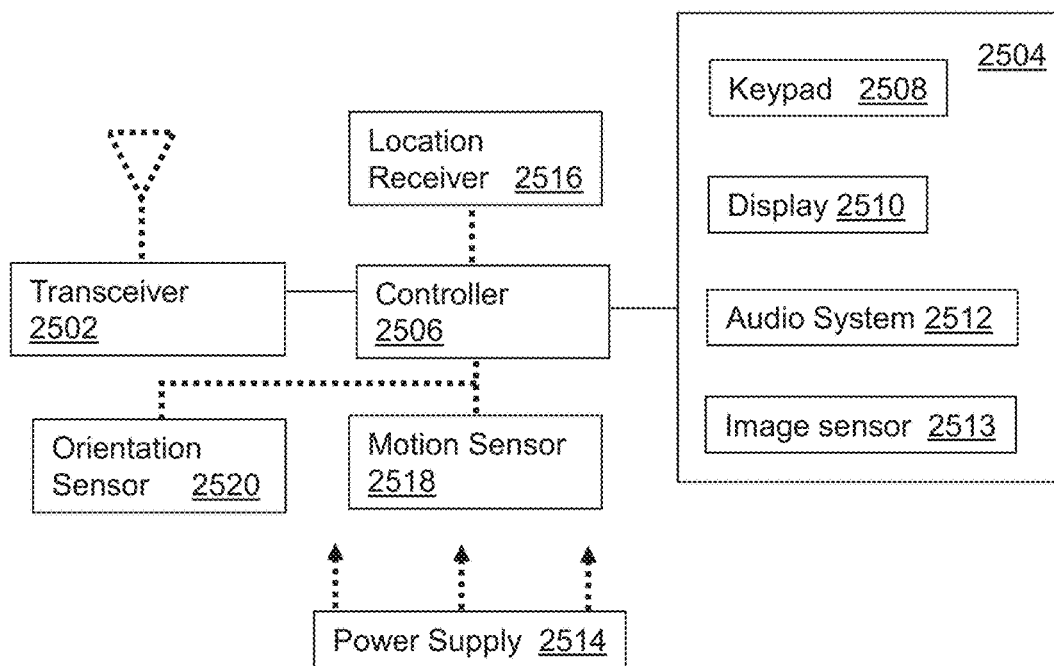 2504
Keypad 2508
Location
Receiver 2516
Display 2510
Transceiver
2502
Controller
2506
Audio System 2512
Image sensor 2513
Orientation
Sensor 2520
Motion Sensor
2518
Power Supply 2514